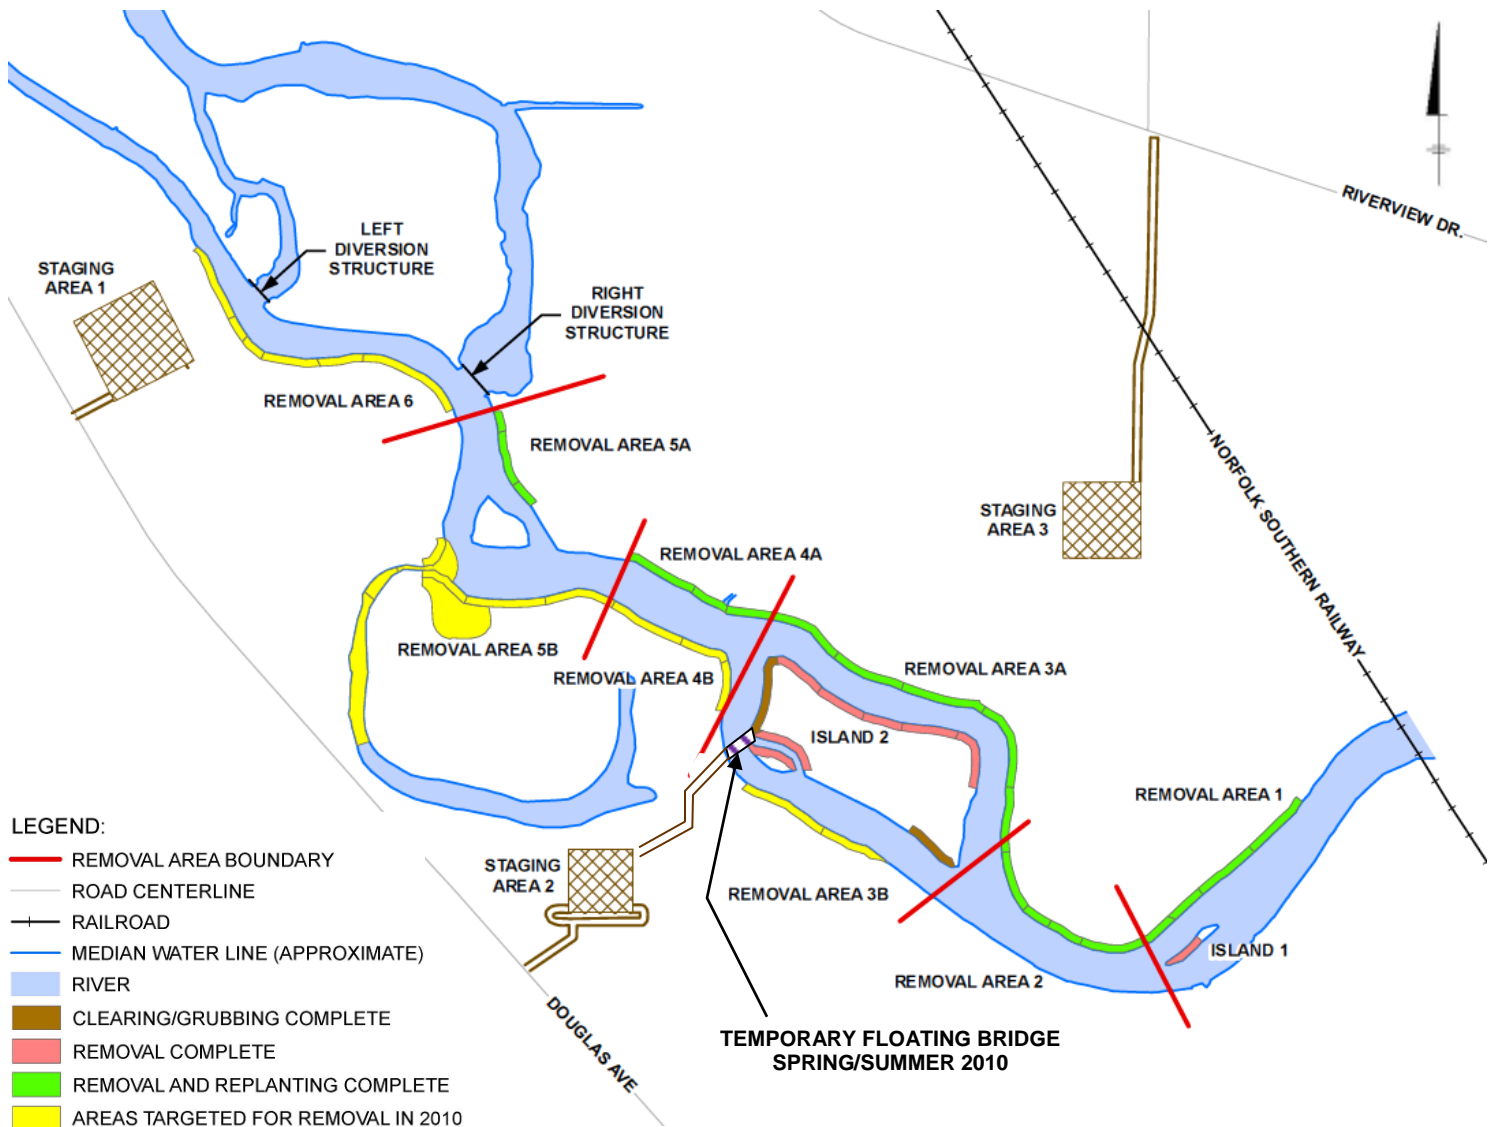 RIVERVIEW DR.
LEFT
DIVERSION
STRUCTURE
STAGING
AREA 1
RIGHT
DIVERSION
STRUCTURE
REMOVAL AREA 6
REMOVAL AREA 5A
NORFOLK SOUTHERN RAILWAY
STAGING
AREA 3
REMOVAL AREA 4A
REMOVAL AREA 5B
REMOVAL AREA 4B
REMOVAL AREA 3A
ISLAND 2
REMOVAL AREA 1
STAGING
AREA 2
REMOVAL AREA 3B
ISLAND 1
REMOVAL AREA 2
DOUGLAS AVE
TEMPORARY FLOATING BRIDGE
SPRING/SUMMER 2010
LEGEND:
REMOVAL AREA BOUNDARY
ROAD CENTERLINE
RAILROAD
MEDIAN WATER LINE (APPROXIMATE)
RIVER
CLEARING/GRUBBING COMPLETE
REMOVAL COMPLETE
REMOVAL AND REPLANTING COMPLETE
AREAS TARGETED FOR REMOVAL IN 2010